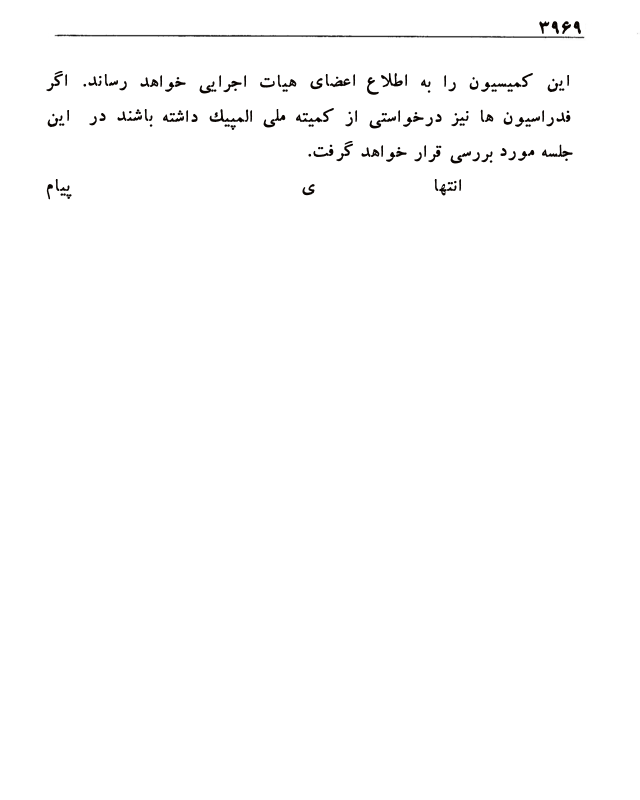 ۳۹۶۹
این کمیسیون را به اطلاع اعضای هیات اجرایی خواهد رساند. اگر
فدراسیون ها نیز درخواستی از کمیته ملی المپیك داشته باشند در این
جلسه مورد بررسی قرار خواهد گرفت.
انتها ی پیام